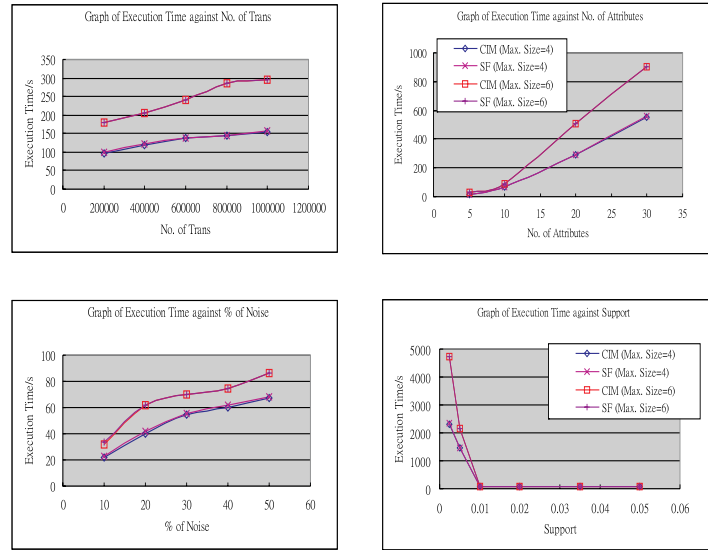 Graph of Execution Time against No. of Trans
Execution Time/s
350
300
250
200
150
100
50
0
0 200000 400000 600000 800000 1000000 1200000
No. of Trans
Graph of Execution Time against No. of Attributes
CIM (Max. Size=4)
SF (Max. Size=4)
CIM (Max. Size=6)
SF (Max. Size=6)
Execution Time/s
1000
800
600
400
200
0
0 5 10 15 20 25 30 35
No. of Attributes
Graph of Execution Time against % of Noise
Execution Time/s
100
80
60
40
20
0
0 10 20 30 40 50 60
% of Noise
Graph of Execution Time against Support
CIM (Max. Size=4)
SF (Max. Size=4)
CIM (Max. Size=6)
SF (Max. Size=6)
Execution Time/s
5000
4000
3000
2000
1000
0
0 0.01 0.02 0.03 0.04 0.05 0.06
Support